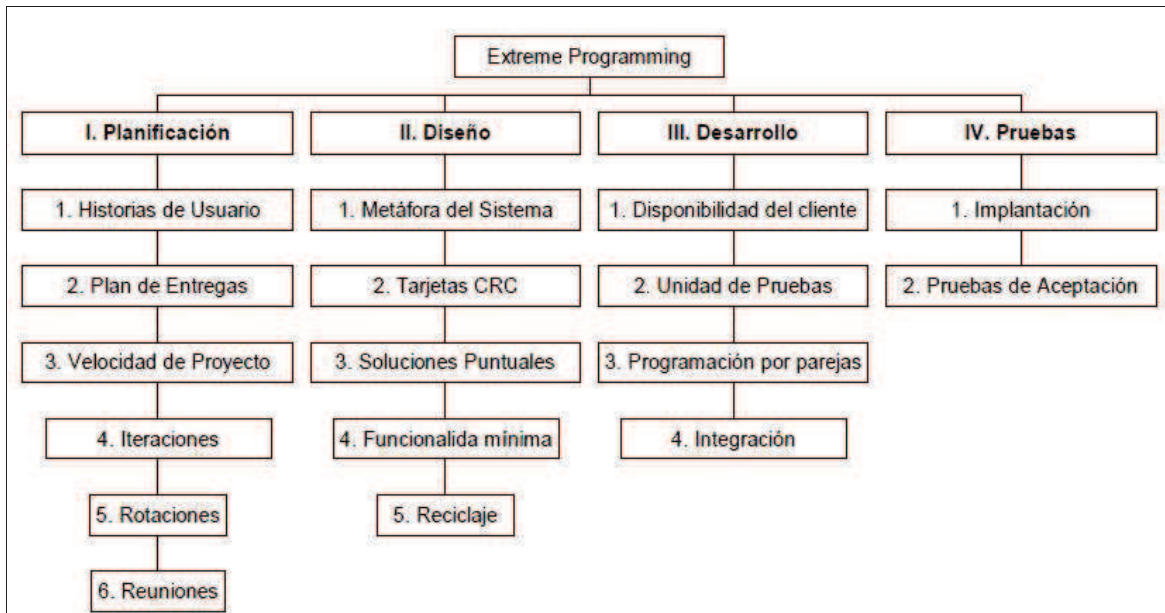 Extreme Programming
I. Planificación
1. Historias de Usuario
2. Plan de Entregas
3. Velocidad de Proyecto
4. Iteraciones
5. Rotaciones
6. Reuniones
II. Diseño
1. Metáfora del Sistema
2. Tarjetas CRC
3. Soluciones Puntuales
4. Funcionalida mínima
5. Reciclaje
III. Desarrollo
1. Disponibilidad del cliente
2. Unidad de Pruebas
3. Programación por parejas
4. Integración
IV. Pruebas
1. Implantación
2. Pruebas de Aceptación